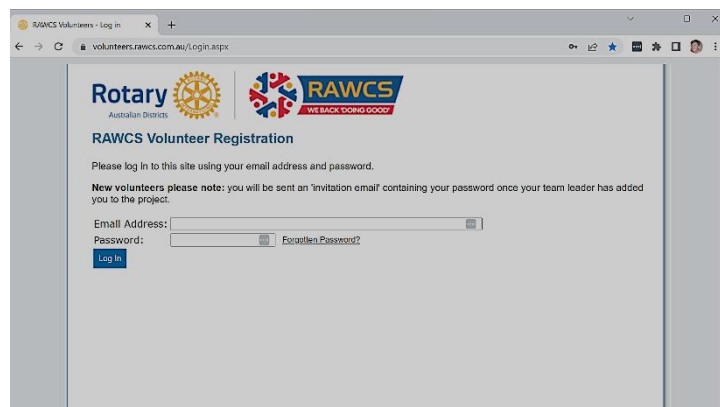 RAWCS Volunteers - Log in
volunteers.rawcs.com.au/Login.aspx
Rotary
Australian Districts
RAWCS
WE BACK 'DOING GOOD'
RAWCS Volunteer Registration
Please log In to this site using your email address and password.
New volunteers please note: you will be sent an 'invitation email' containing your password once your team leader has added
you to the project.
Email Address:
Password:
Forgotten Password?
Log In